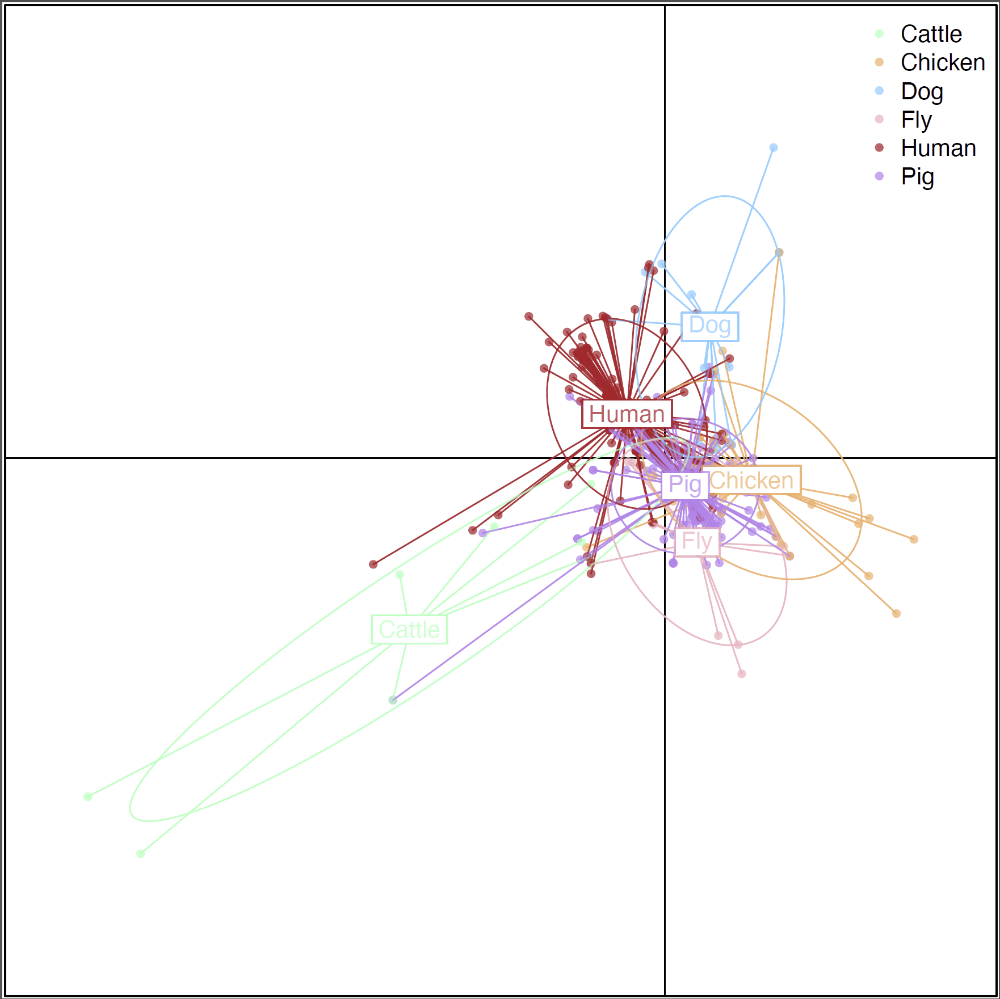 Cattle
Chicken
Dog
Fly
Human
Pig
Dog
Human
Pig
Chicken
Fly
Cattle